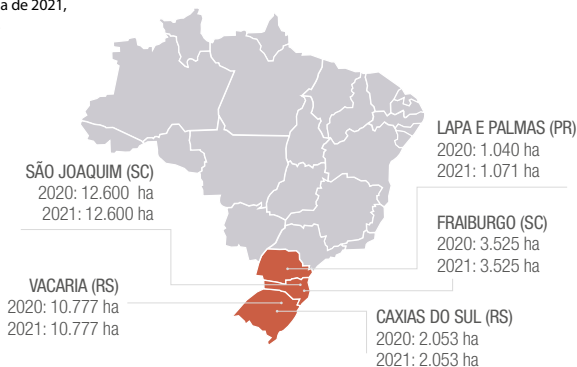 a de 2021,
LAPA E PALMAS (PR)
2020: 1.040 ha
2021: 1.071 ha
SÃO JOAQUIM (SC)
2020: 12.600 ha
2021: 12.600 ha
FRAIBURGO (SC)
2020: 3.525 ha
2021: 3.525 ha
VACARIA (RS)
2020: 10.777 ha
2021: 10.777 ha
CAXIAS DO SUL (RS)
2020: 2.053 ha
2021: 2.053 ha